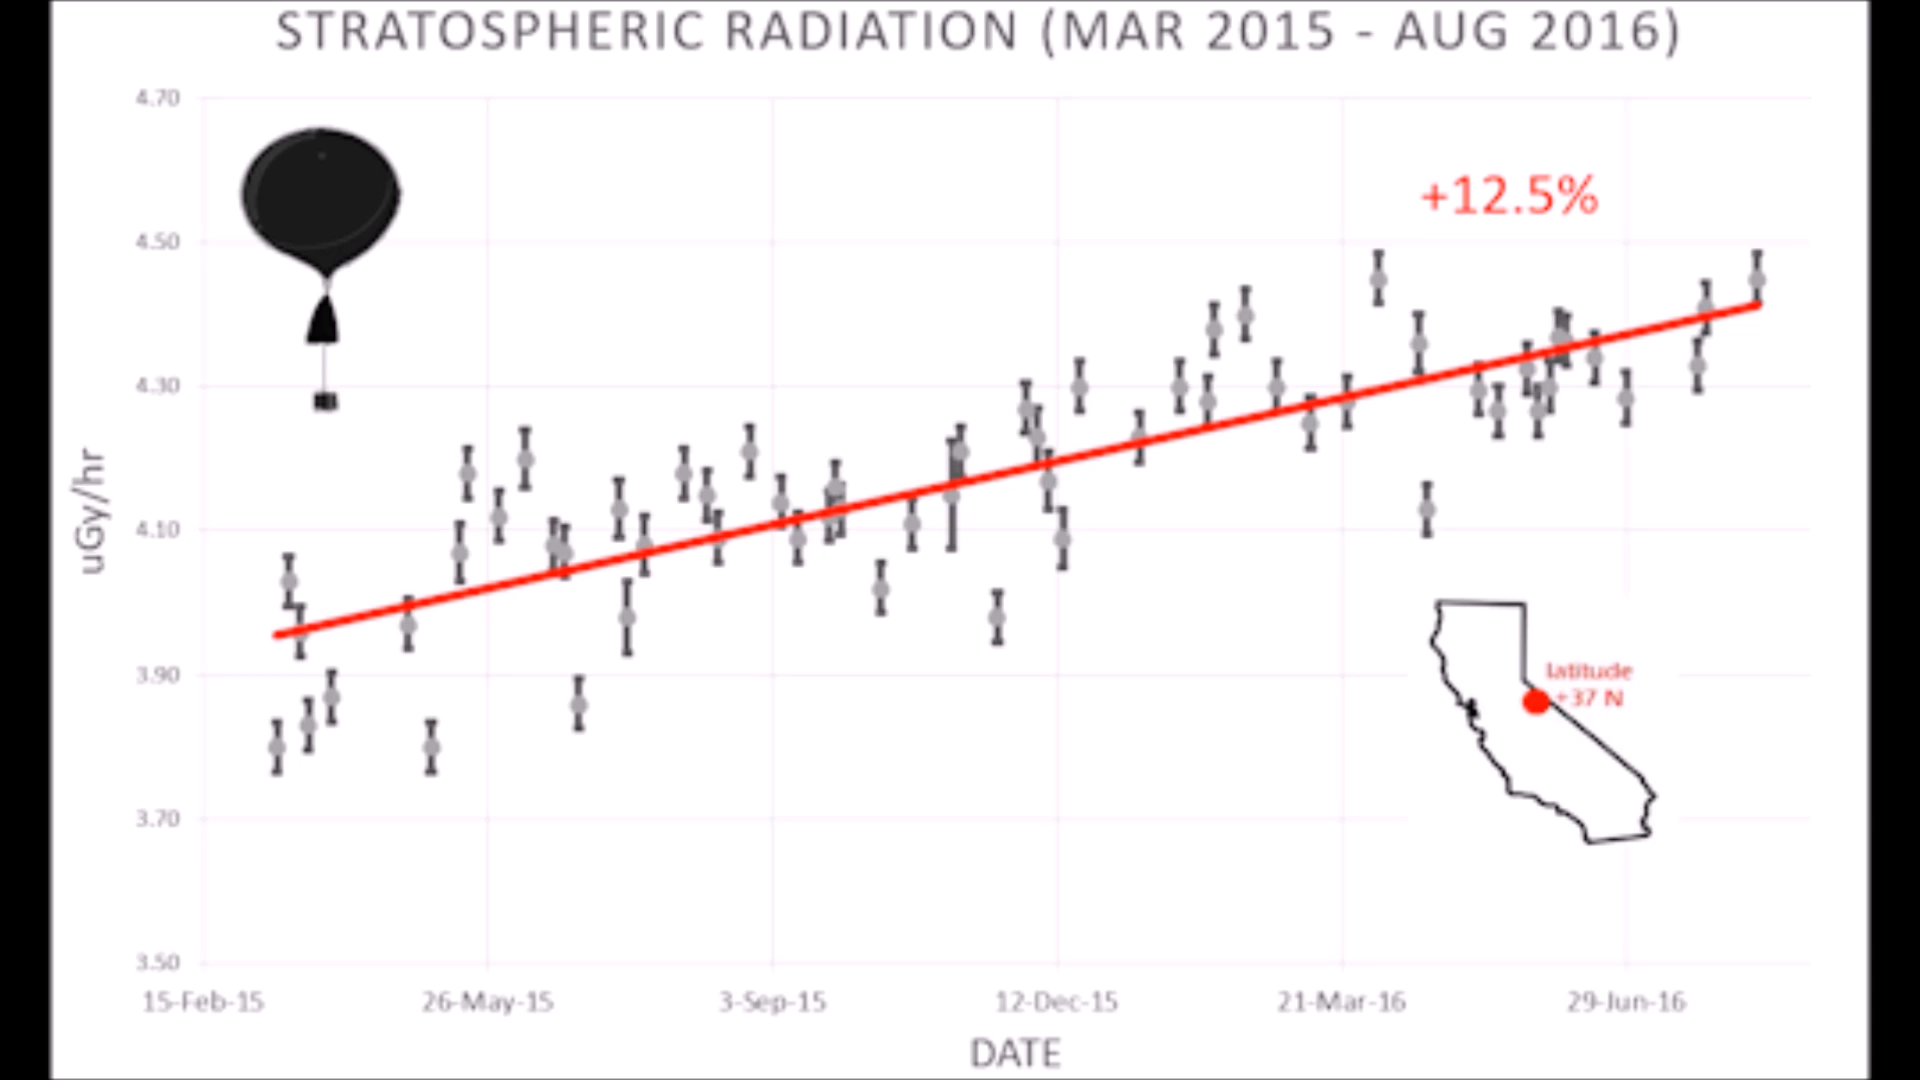 STRATOSPHERIC RADIATION (MAR 2015 - AUG 2016)
4.70
+12.5%
4.50
4.30
uGy/hr
4.10
3.90
latitude
+37 N
3.70
3.50
15-Feb-15 26-May-15 3-Sep-15 12-Dec-15 21-Mar-16 29-Jun-16
DATE